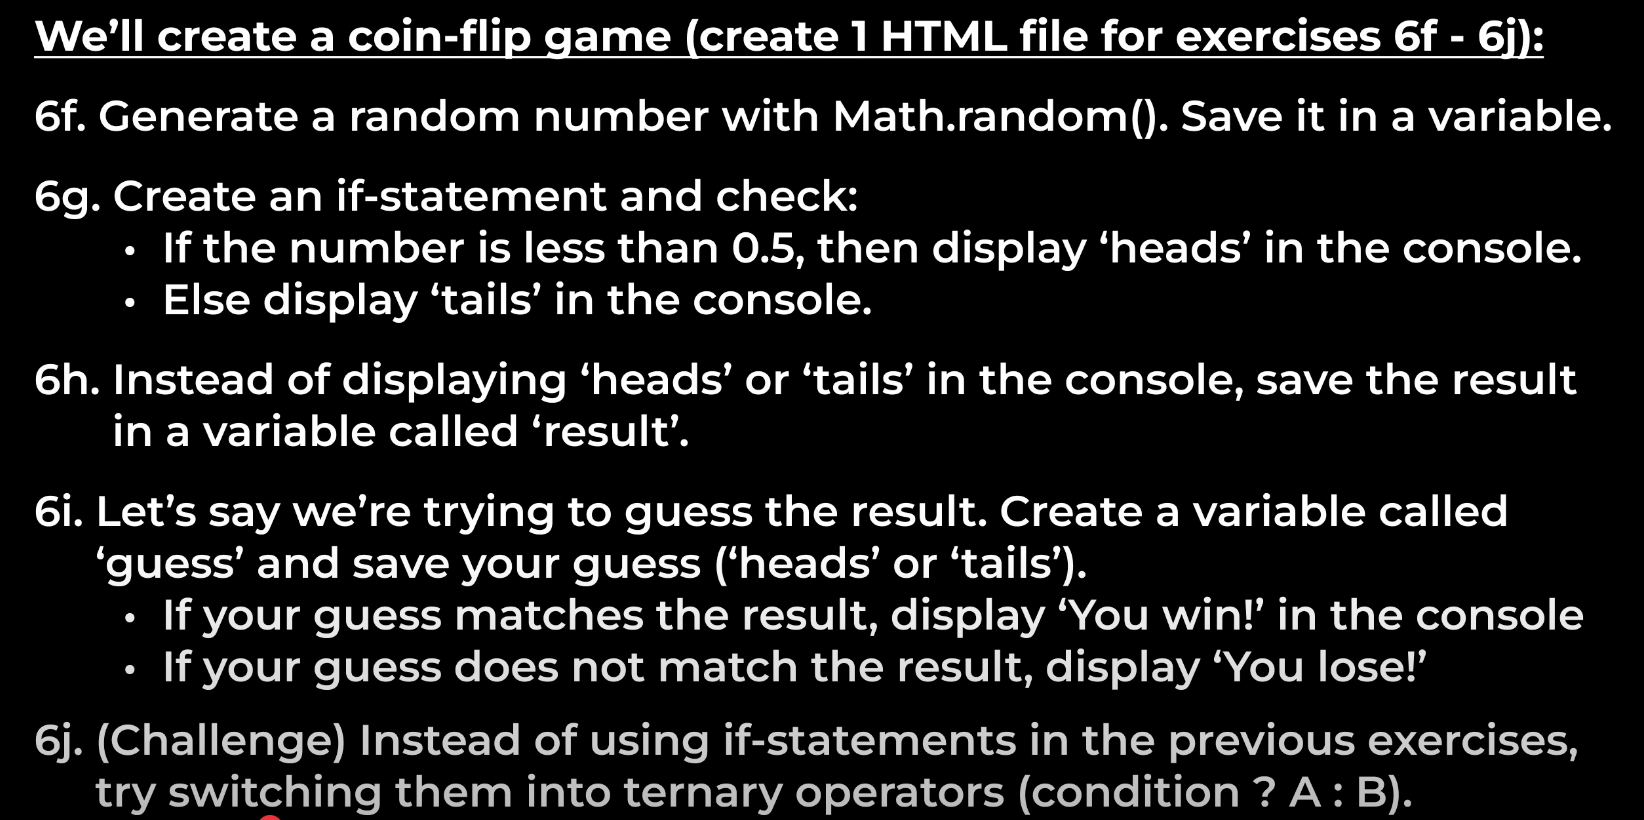 We’ll create a coin-flip game (create 1 HTML file for exercises 6f - 6j):
6f. Generate a random number with Math.random(). Save it in a variable.
6g. Create an if-statement and check:
• If the number is less than 0.5, then display ‘heads’ in the console.
• Else display ‘tails’ in the console.
6h. Instead of displaying ‘heads’ or ‘tails’ in the console, save the result
in a variable called ‘result’.
6i. Let’s say we’re trying to guess the result. Create a variable called
‘guess’ and save your guess (‘heads’ or ‘tails’).
• If your guess matches the result, display ‘You win!’ in the console
• If your guess does not match the result, display ‘You lose!’
6j. (Challenge) Instead of using if-statements in the previous exercises,
try switching them into ternary operators (condition ? A : B).